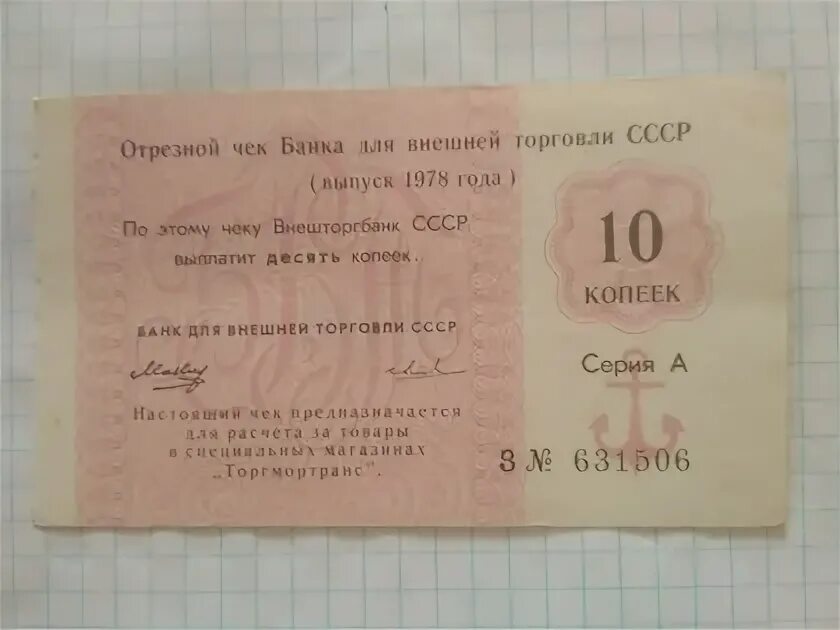 Отрезной чек Банка для внешней торговли СССР
(выпуск 1978 года)
По этому чеку Внешторгбанк СССР
выплатит десять копеек.
10
КОПЕЕК
БАНК ДЛЯ ВНЕШНЕЙ ТОРГОВЛИ СССР
Серия А
Настоящий чек предназначается
для расчета за товары
в специальных магазинах
„Торгмортранс".
З № 631506